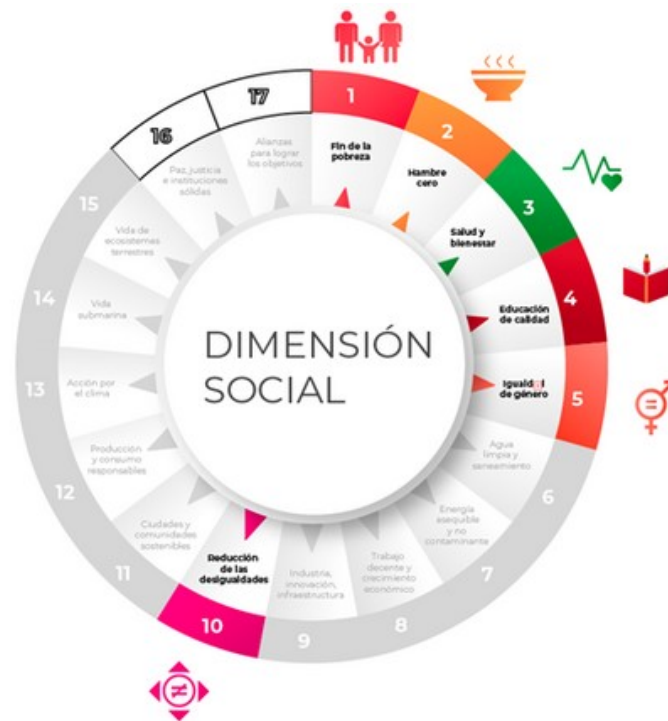 DIMENSIÓN
SOCIAL
1
Fin de la
pobreza
2
Hambre
cero
3
Salud y
bienestar
4
Educación
de calidad
5
Igualdad
de género
6
Agua
limpia y
saneamiento
7
Energía
asequible
y no
contaminante
8
Trabajo
decente y
crecimiento
económico
9
Industria,
innovación,
infraestructura
10
Reducción
de las
desigualdades
11
Ciudades y
comunidades
sostenibles
12
Producción
y consumo
responsables
13
Acción por
el clima
14
Vida
submarina
15
Vida de
ecosistemas
terrestres
16
Paz, justicia
e instituciones
sólidas
17
Alianzas
para lograr
los objetivos